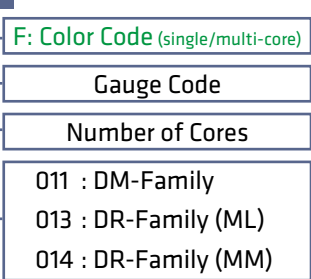 F: Color Code (single/multi-core)
Gauge Code
Number of Cores
011 : DM-Family
013 : DR-Family (ML)
014 : DR-Family (MM)